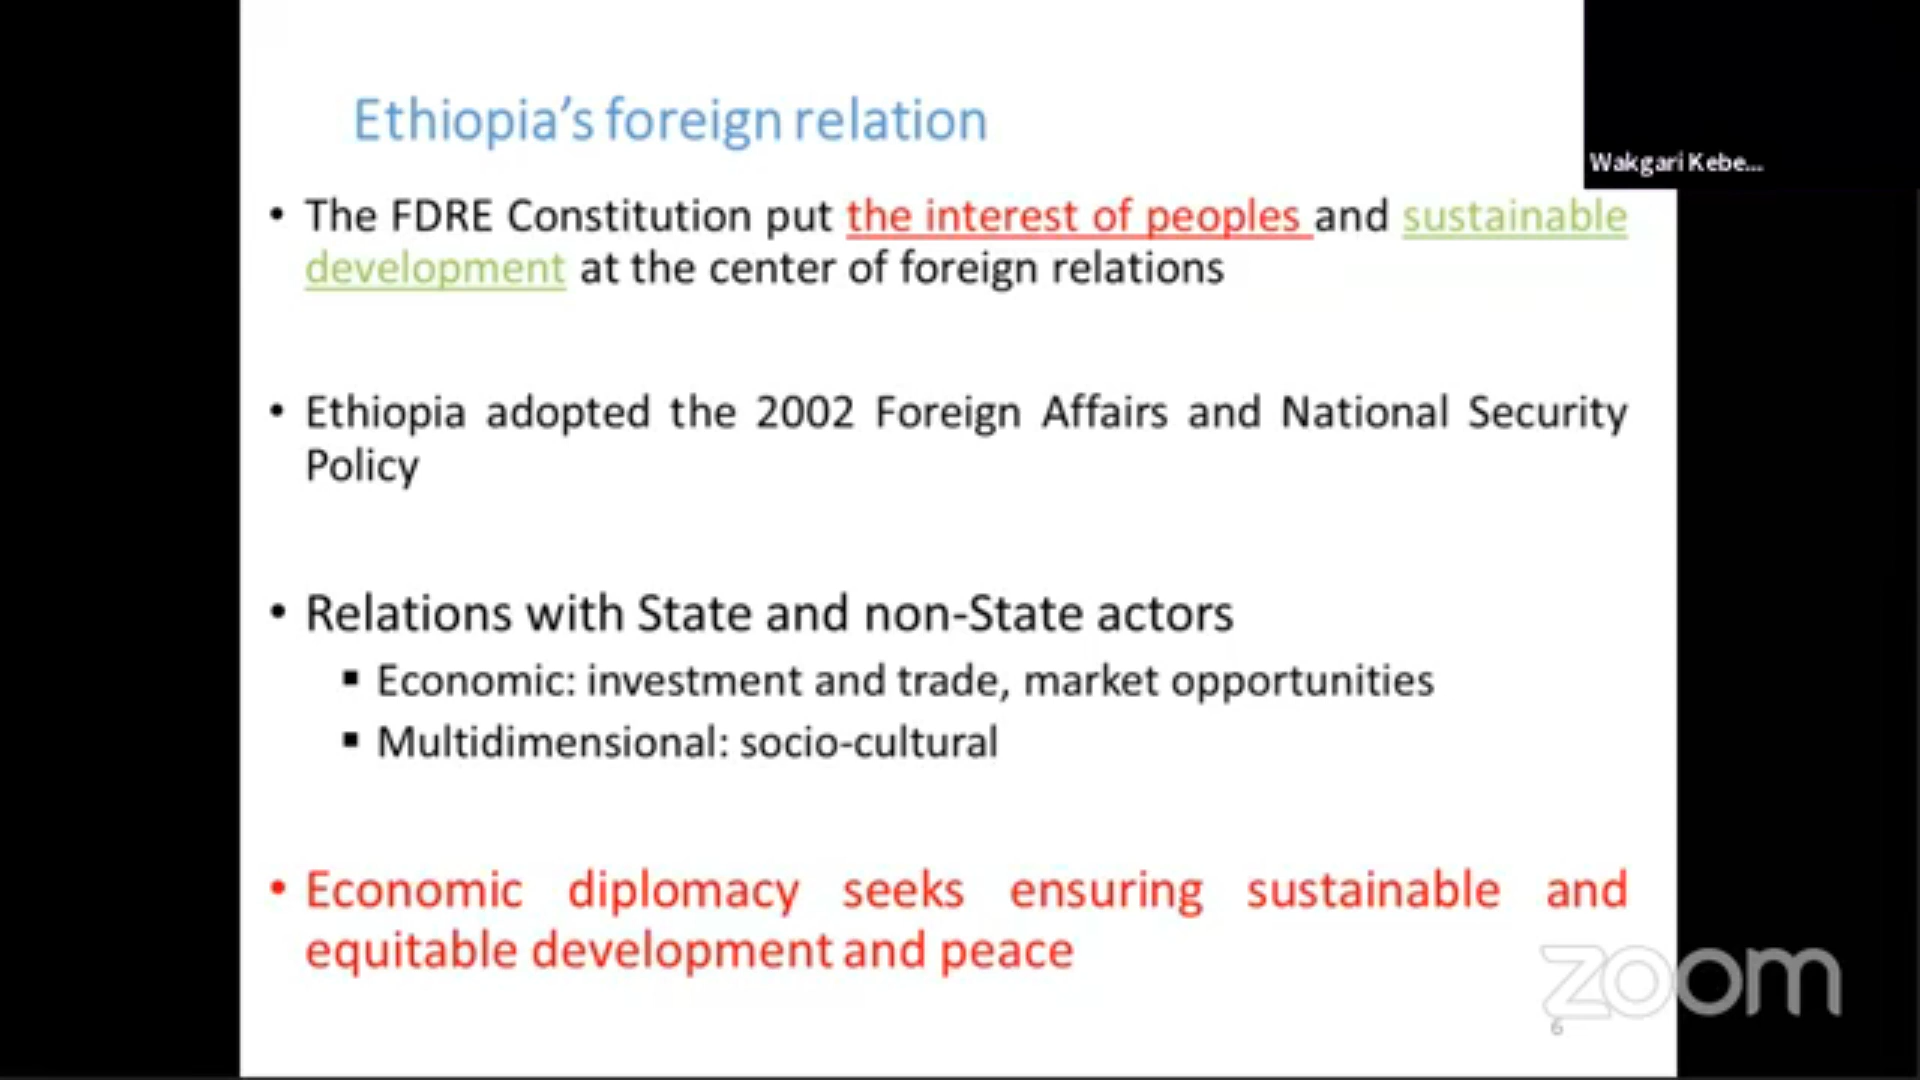 Ethiopia’s foreign relation
Wakgari Kebe...
• The FDRE Constitution put the interest of peoples and sustainable
development at the center of foreign relations
• Ethiopia adopted the 2002 Foreign Affairs and National Security
Policy
• Relations with State and non-State actors
▪ Economic: investment and trade, market opportunities
▪ Multidimensional: socio-cultural
• Economic diplomacy seeks ensuring sustainable and
equitable development and peace
zoom
6